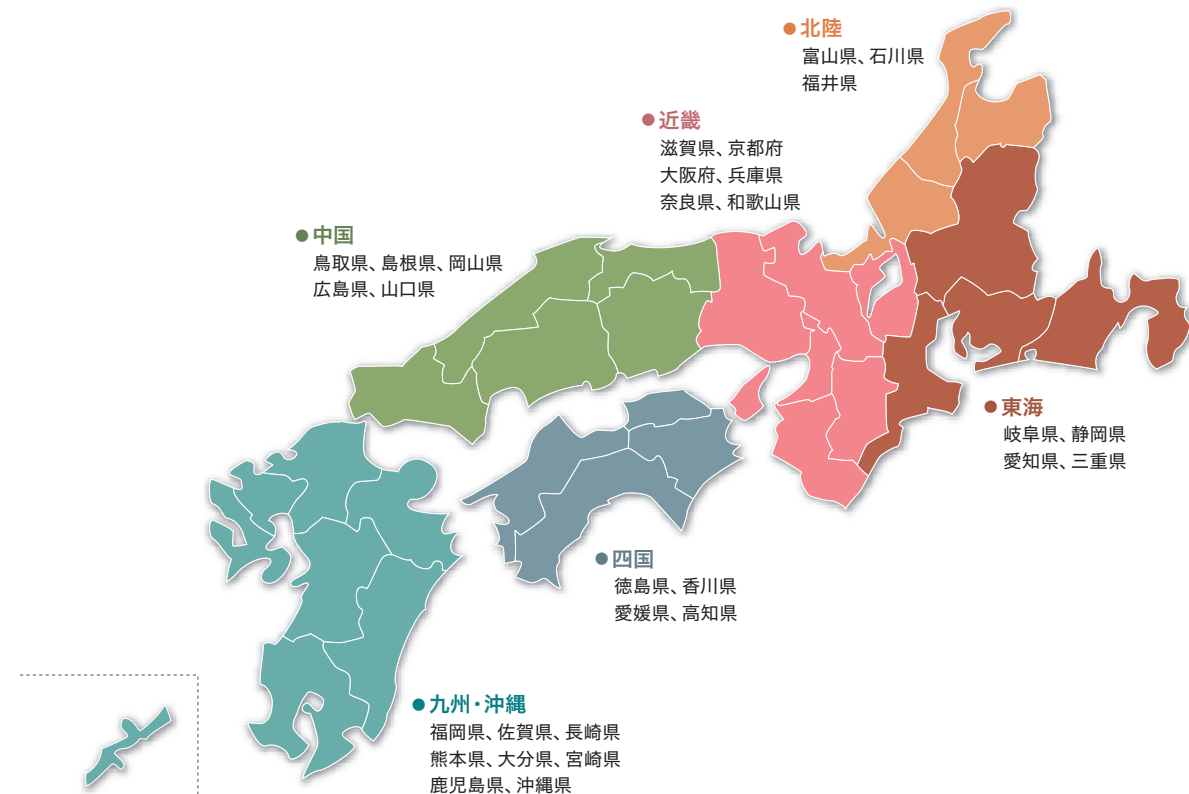 ●北陸
富山県、石川県
福井県
●近畿
滋賀県、京都府
大阪府、兵庫県
奈良県、和歌山県
●中国
鳥取県、島根県、岡山県
広島県、山口県
●東海
岐阜県、静岡県
愛知県、三重県
●四国
徳島県、香川県
愛媛県、高知県
●九州・沖縄
福岡県、佐賀県、長崎県
熊本県、大分県、宮崎県
鹿児島県、沖縄県